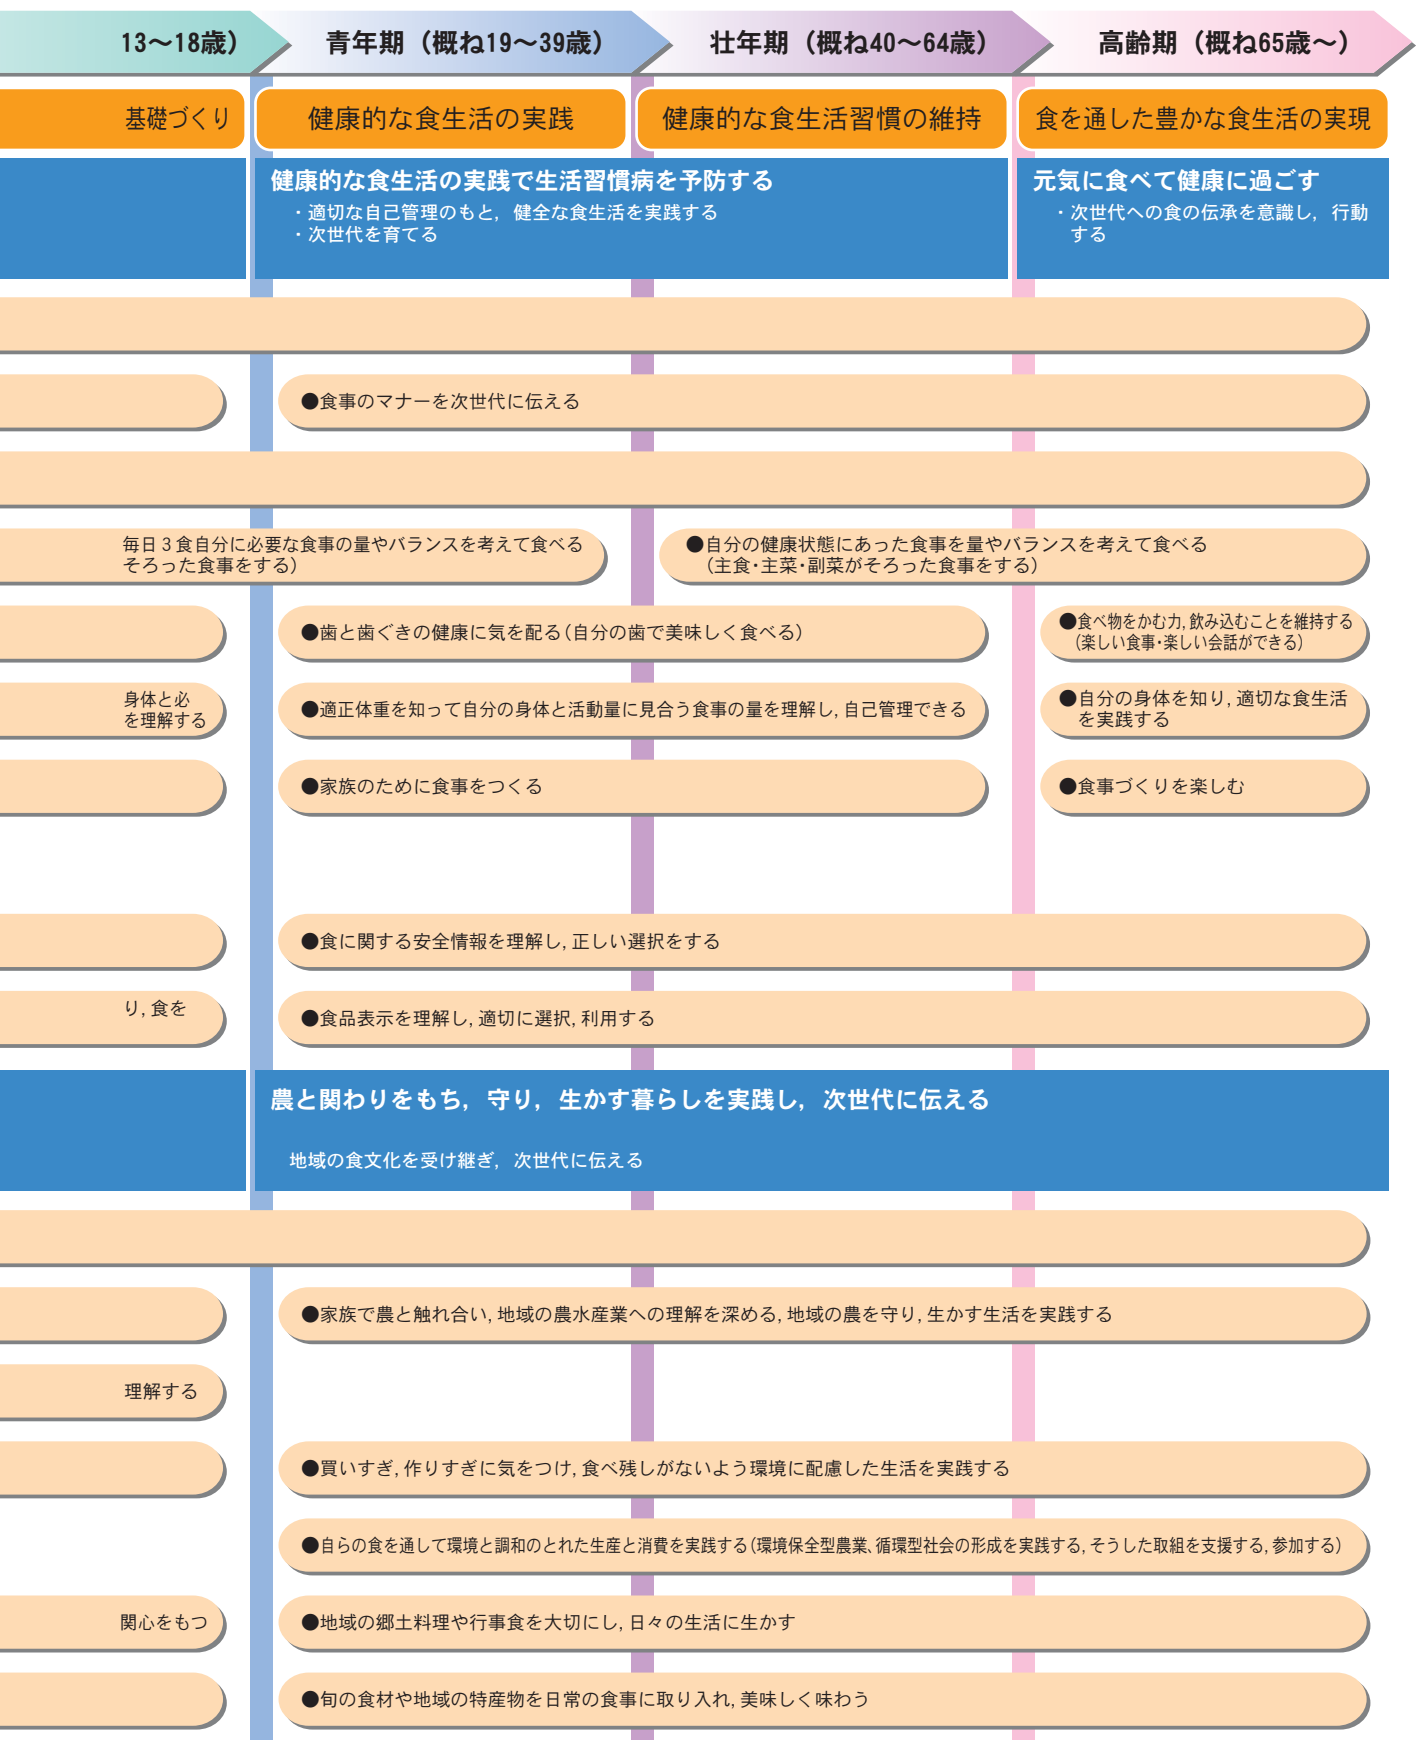 13～18歳）
青年期（概ね19～39歳）
壮年期（概ね40～64歳）
高齢期（概ね65歳～）
基礎づくり
健康的な食生活の実践
健康的な食生活習慣の維持
食を通した豊かな食生活の実現
健康的な食生活の実践で生活習慣病を予防する
・適切な自己管理のもと，健全な食生活を実践する
・次世代を育てる
元気に食べて健康に過ごす
・次世代への食の伝承を意識し，行動
する
●食事のマナーを次世代に伝える
毎日３食自分に必要な食事の量やバランスを考えて食べる
そろった食事をする）
●自分の健康状態にあった食事を量やバランスを考えて食べる
（主食・主菜・副菜がそろった食事をする）
●歯と歯ぐきの健康に気を配る（自分の歯で美味しく食べる）
●食べ物をかむ力，飲み込むことを維持する
（楽しい食事・楽しい会話ができる）
身体と必
を理解する
●適正体重を知って自分の身体と活動量に見合う食事の量を理解し，自己管理できる
●自分の身体を知り，適切な食生活
を実践する
●家族のために食事をつくる
●食事づくりを楽しむ
●食に関する安全情報を理解し，正しい選択をする
り，食を
●食品表示を理解し，適切に選択，利用する
農と関わりをもち，守り，生かす暮らしを実践し，次世代に伝える
地域の食文化を受け継ぎ，次世代に伝える
●家族で農と触れ合い，地域の農水産業への理解を深める，地域の農を守り，生かす生活を実践する
理解する
●買いすぎ，作りすぎに気をつけ，食べ残しがないよう環境に配慮した生活を実践する
●自らの食を通して環境と調和のとれた生産と消費を実践する（環境保全型農業、循環型社会の形成を実践する，そうした取組を支援する，参加する）
関心をもつ
●地域の郷土料理や行事食を大切にし，日々の生活に生かす
●旬の食材や地域の特産物を日常の食事に取り入れ，美味しく味わう